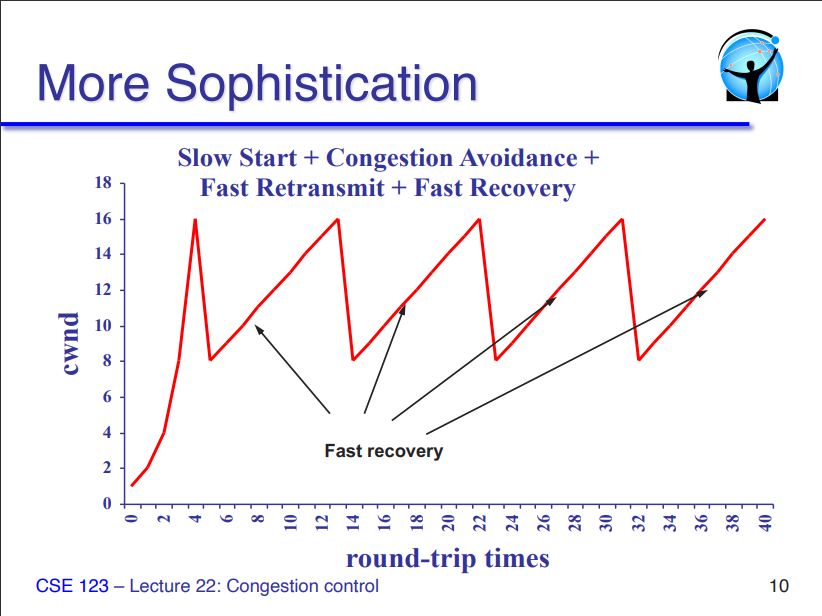 More Sophistication
Slow Start + Congestion Avoidance +
Fast Retransmit + Fast Recovery
18
16
14
12
10
8
6
4
2
0
cwnd
Fast recovery
0 2 4 6 8 10 12 14 16 18 20 22 24 26 28 30 32 34 36 38 40
round-trip times
CSE 123 – Lecture 22: Congestion control
10